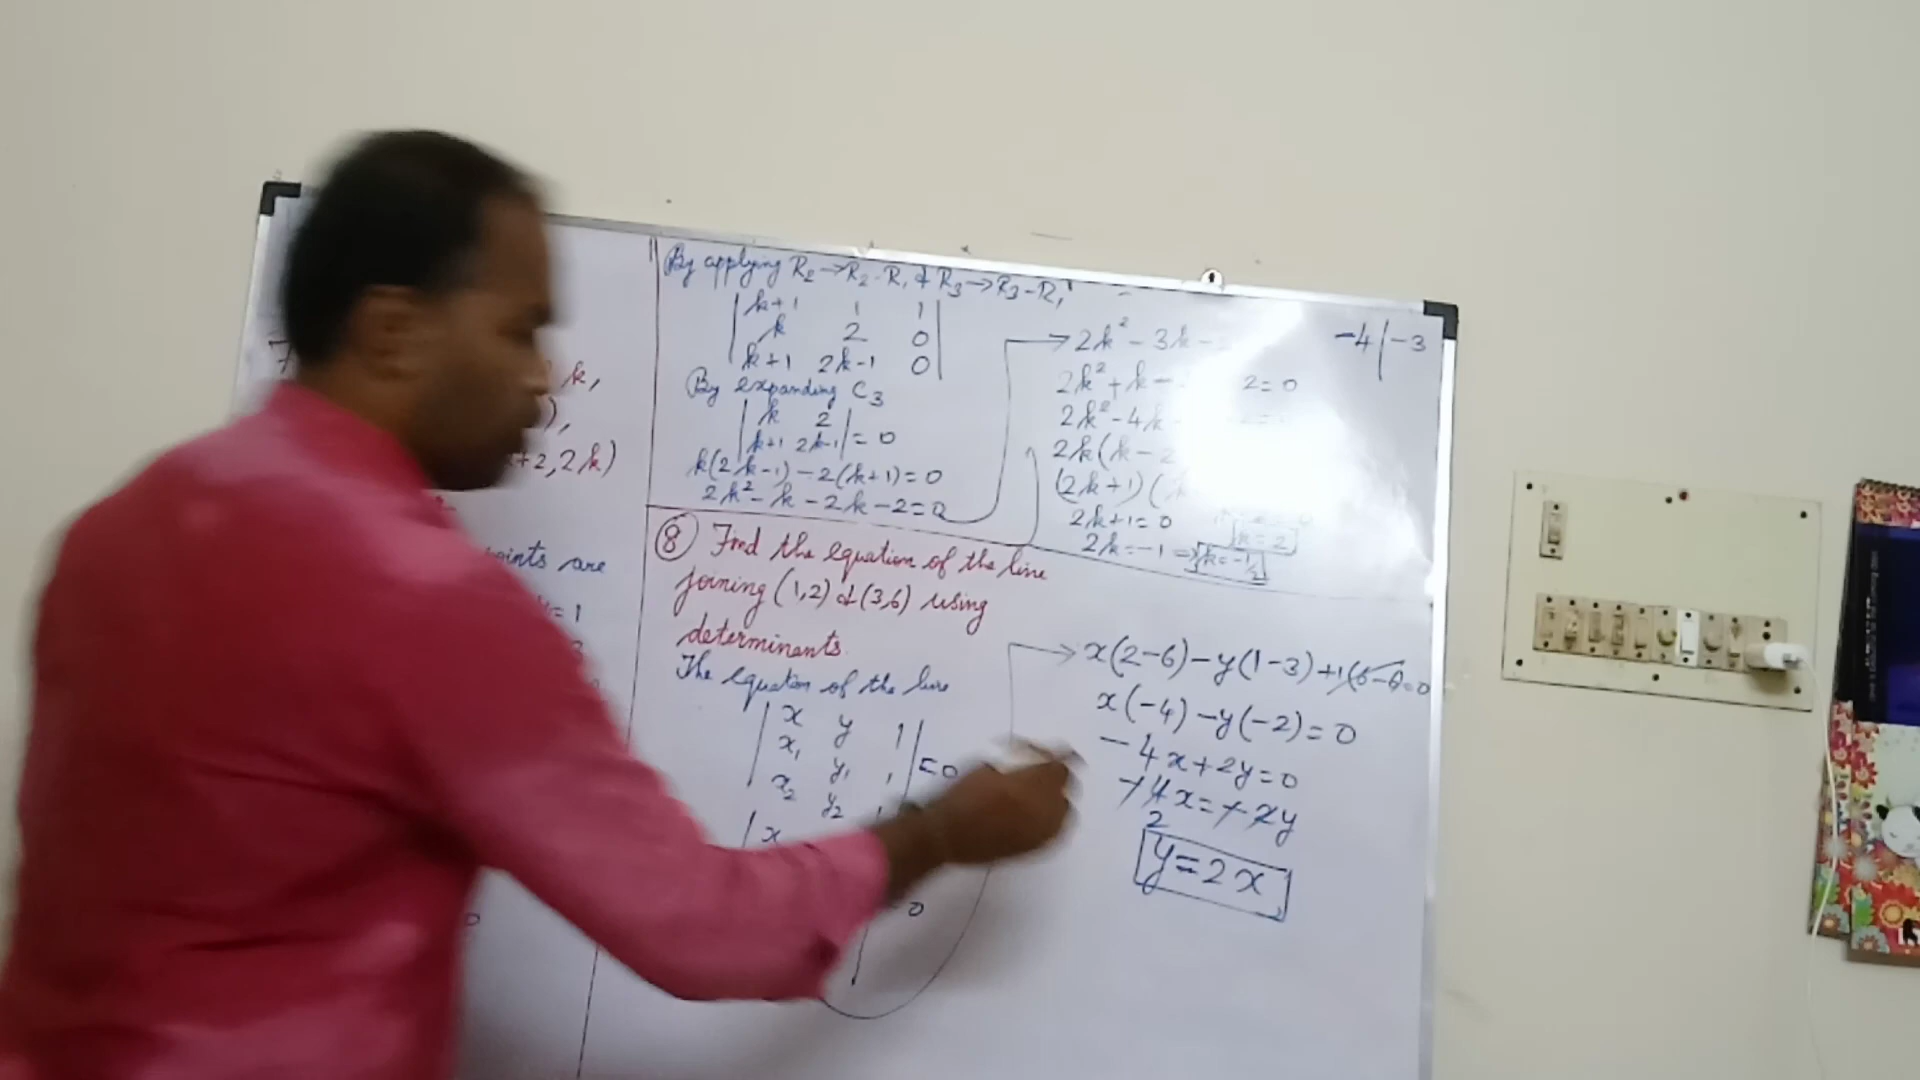 7
k,
),
+2, 2k)
points are
= 1
By applying R2→R2-R1 & R3→R3-R1
| k+1 1 1 |
| k 2 0 |
| k+1 2k-1 0 |
By expanding C3
| k 2 |
| k+1 2k-1 | = 0
k(2k-1) - 2(k+1) = 0
2k² - k - 2k - 2 = 0
→ 2k² - 3k -
2k² + k - 2 = 0
2k² - 4k
2k(k - 2
(2k+1)(
2k+1 = 0
k = 2
2k = -1 ⇒ k = -1/2
-4 | -3
⑧ Find the equation of the line
joining (1,2) & (3,6) using
determinants.
The equation of the line
| x y 1 |
| x1 y1 1 | = 0
x2 y2 1
| x
= 0
→ x(2-6) - y(1-3) + 1(6-6) = 0
x(-4) - y(-2) = 0
-4x + 2y = 0
-4x = -2y
2
y = 2x